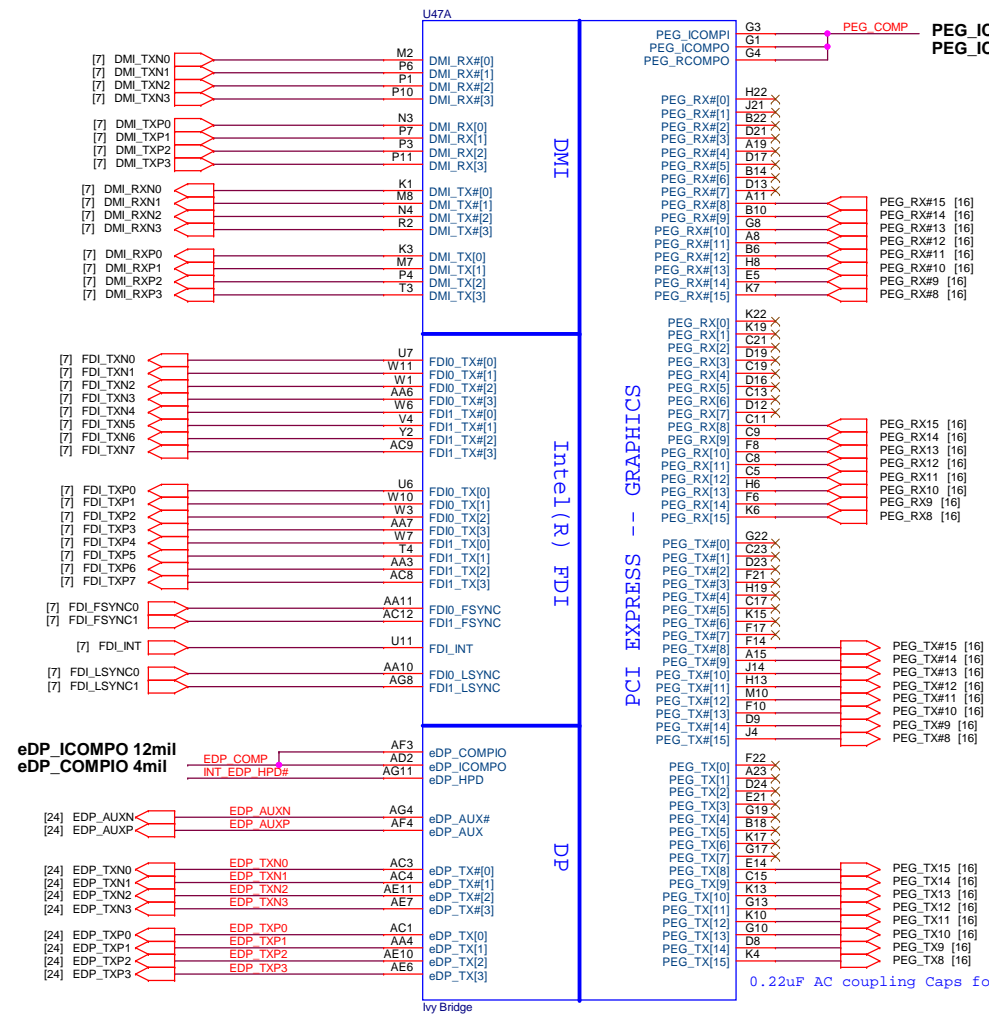 U47A
[7] DMI_TXN0 M2 DMI_RX#[0]
[7] DMI_TXN1 P6 DMI_RX#[1]
[7] DMI_TXN2 P1 DMI_RX#[2]
[7] DMI_TXN3 P10 DMI_RX#[3]
[7] DMI_TXP0 N3 DMI_RX[0]
[7] DMI_TXP1 P7 DMI_RX[1]
[7] DMI_TXP2 P3 DMI_RX[2]
[7] DMI_TXP3 P11 DMI_RX[3]
[7] DMI_RXN0 K1 DMI_TX#[0]
[7] DMI_RXN1 M8 DMI_TX#[1]
[7] DMI_RXN2 N4 DMI_TX#[2]
[7] DMI_RXN3 R2 DMI_TX#[3]
[7] DMI_RXP0 K3 DMI_TX[0]
[7] DMI_RXP1 M7 DMI_TX[1]
[7] DMI_RXP2 P4 DMI_TX[2]
[7] DMI_RXP3 T3 DMI_TX[3]
DMI
[7] FDI_TXN0 U7 FDI0_TX#[0]
[7] FDI_TXN1 W11 FDI0_TX#[1]
[7] FDI_TXN2 W1 FDI0_TX#[2]
[7] FDI_TXN3 AA6 FDI0_TX#[3]
[7] FDI_TXN4 W6 FDI1_TX#[0]
[7] FDI_TXN5 V4 FDI1_TX#[1]
[7] FDI_TXN6 Y2 FDI1_TX#[2]
[7] FDI_TXN7 AC9 FDI1_TX#[3]
[7] FDI_TXP0 U6 FDI0_TX[0]
[7] FDI_TXP1 W10 FDI0_TX[1]
[7] FDI_TXP2 W3 FDI0_TX[2]
[7] FDI_TXP3 AA7 FDI0_TX[3]
[7] FDI_TXP4 W7 FDI1_TX[0]
[7] FDI_TXP5 T4 FDI1_TX[1]
[7] FDI_TXP6 AA3 FDI1_TX[2]
[7] FDI_TXP7 AC8 FDI1_TX[3]
[7] FDI_FSYNC0 AA11 FDI0_FSYNC
[7] FDI_FSYNC1 AC12 FDI1_FSYNC
[7] FDI_INT U11 FDI_INT
[7] FDI_LSYNC0 AA10 FDI0_LSYNC
[7] FDI_LSYNC1 AG8 FDI1_LSYNC
Intel(R) FDI
eDP_ICOMPO 12mil
eDP_COMPIO 4mil
AF3 eDP_COMPIO
EDP_COMP AD2 eDP_ICOMPO
INT_EDP_HPD# AG11 eDP_HPD
[24] EDP_AUXN EDP_AUXN AG4 eDP_AUX#
[24] EDP_AUXP EDP_AUXP AF4 eDP_AUX
[24] EDP_TXN0 EDP_TXN0 AC3 eDP_TX#[0]
[24] EDP_TXN1 EDP_TXN1 AC4 eDP_TX#[1]
[24] EDP_TXN2 EDP_TXN2 AE11 eDP_TX#[2]
[24] EDP_TXN3 EDP_TXN3 AE7 eDP_TX#[3]
[24] EDP_TXP0 EDP_TXP0 AC1 eDP_TX[0]
[24] EDP_TXP1 EDP_TXP1 AA4 eDP_TX[1]
[24] EDP_TXP2 EDP_TXP2 AE10 eDP_TX[2]
[24] EDP_TXP3 EDP_TXP3 AE6 eDP_TX[3]
DP
Ivy Bridge
PCI EXPRESS -- GRAPHICS
PEG_ICOMPI G3 PEG_COMP PEG_IC
PEG_ICOMPO G1 PEG_IC
PEG_RCOMPO G4
PEG_RX#[0] H22
PEG_RX#[1] J21
PEG_RX#[2] B22
PEG_RX#[3] D21
PEG_RX#[4] A19
PEG_RX#[5] D17
PEG_RX#[6] B14
PEG_RX#[7] D13
PEG_RX#[8] A11 PEG_RX#15 [16]
PEG_RX#[9] B10 PEG_RX#14 [16]
PEG_RX#[10] G8 PEG_RX#13 [16]
PEG_RX#[11] A8 PEG_RX#12 [16]
PEG_RX#[12] B6 PEG_RX#11 [16]
PEG_RX#[13] H8 PEG_RX#10 [16]
PEG_RX#[14] E5 PEG_RX#9 [16]
PEG_RX#[15] K7 PEG_RX#8 [16]
PEG_RX[0] K22
PEG_RX[1] K19
PEG_RX[2] C21
PEG_RX[3] D19
PEG_RX[4] C19
PEG_RX[5] D16
PEG_RX[6] C13
PEG_RX[7] D12
PEG_RX[8] C11 PEG_RX15 [16]
PEG_RX[9] C9 PEG_RX14 [16]
PEG_RX[10] F8 PEG_RX13 [16]
PEG_RX[11] C8 PEG_RX12 [16]
PEG_RX[12] C5 PEG_RX11 [16]
PEG_RX[13] H6 PEG_RX10 [16]
PEG_RX[14] F6 PEG_RX9 [16]
PEG_RX[15] K6 PEG_RX8 [16]
PEG_TX#[0] G22
PEG_TX#[1] C23
PEG_TX#[2] D23
PEG_TX#[3] F21
PEG_TX#[4] H19
PEG_TX#[5] C17
PEG_TX#[6] K15
PEG_TX#[7] F17
PEG_TX#[8] F14 PEG_TX#15 [16]
PEG_TX#[9] A15 PEG_TX#14 [16]
PEG_TX#[10] J14 PEG_TX#13 [16]
PEG_TX#[11] H13 PEG_TX#12 [16]
PEG_TX#[12] M10 PEG_TX#11 [16]
PEG_TX#[13] F10 PEG_TX#10 [16]
PEG_TX#[14] D9 PEG_TX#9 [16]
PEG_TX#[15] J4 PEG_TX#8 [16]
PEG_TX[0] F22
PEG_TX[1] A23
PEG_TX[2] D24
PEG_TX[3] E21
PEG_TX[4] G19
PEG_TX[5] B18
PEG_TX[6] K17
PEG_TX[7] G17
PEG_TX[8] E14 PEG_TX15 [16]
PEG_TX[9] C15 PEG_TX14 [16]
PEG_TX[10] K13 PEG_TX13 [16]
PEG_TX[11] G13 PEG_TX12 [16]
PEG_TX[12] K10 PEG_TX11 [16]
PEG_TX[13] G10 PEG_TX10 [16]
PEG_TX[14] D8 PEG_TX9 [16]
PEG_TX[15] K4 PEG_TX8 [16]
0.22uF AC coupling Caps fo